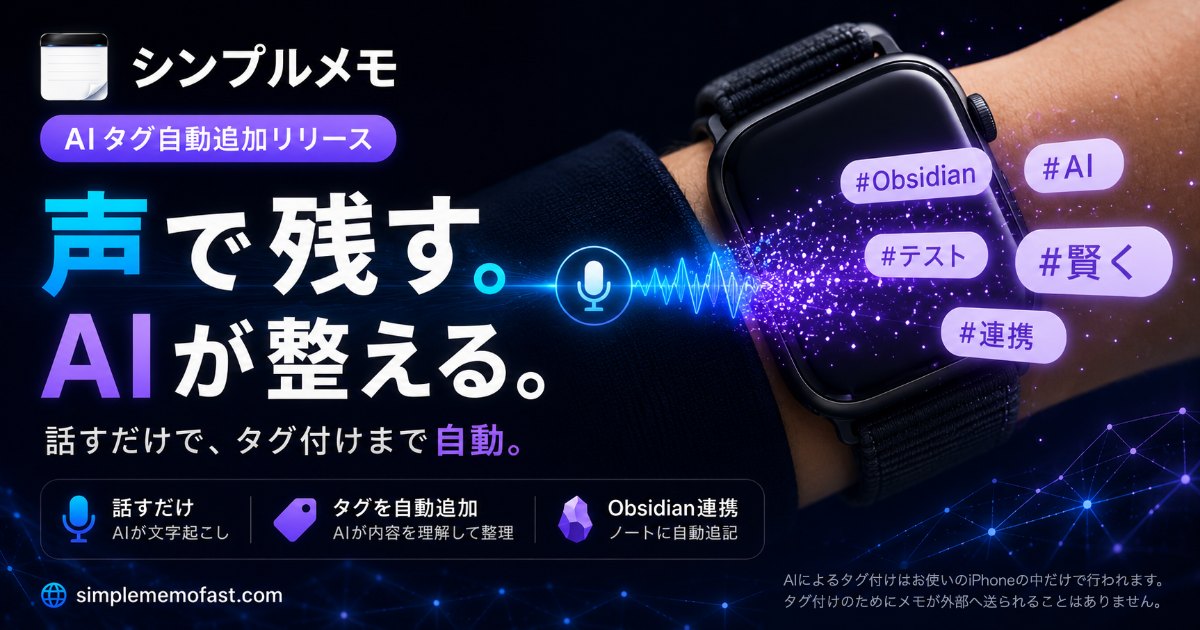 シンプルメモ
AI タグ自動追加リリース
声で残す。
AIが整える。
話すだけで、タグ付けまで自動。
話すだけ
AIが文字起こし
タグを自動追加
AIが内容を理解して整理
Obsidian連携
ノートに自動追記
simplememofast.com
#Obsidian
#AI
#テスト
#賢く
#連携
AIによるタグ付けはお使いのiPhoneの中だけで行われます。
タグ付けのためにメモが外部へ送られることはありません。